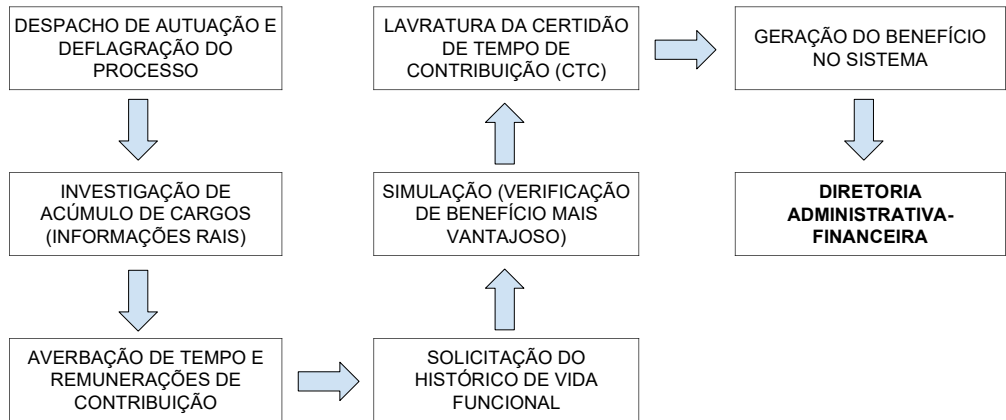 DESPACHO DE AUTUAÇÃO E
DEFLAGRAÇÃO DO
PROCESSO
INVESTIGAÇÃO DE
ACÚMULO DE CARGOS
(INFORMAÇÕES RAIS)
AVERBAÇÃO DE TEMPO E
REMUNERAÇÕES DE
CONTRIBUIÇÃO
SOLICITAÇÃO DO
HISTÓRICO DE VIDA
FUNCIONAL
SIMULAÇÃO (VERIFICAÇÃO
DE BENEFÍCIO MAIS
VANTAJOSO)
LAVRATURA DA CERTIDÃO
DE TEMPO DE
CONTRIBUIÇÃO (CTC)
GERAÇÃO DO BENEFÍCIO
NO SISTEMA
DIRETORIA
ADMINISTRATIVA-
FINANCEIRA